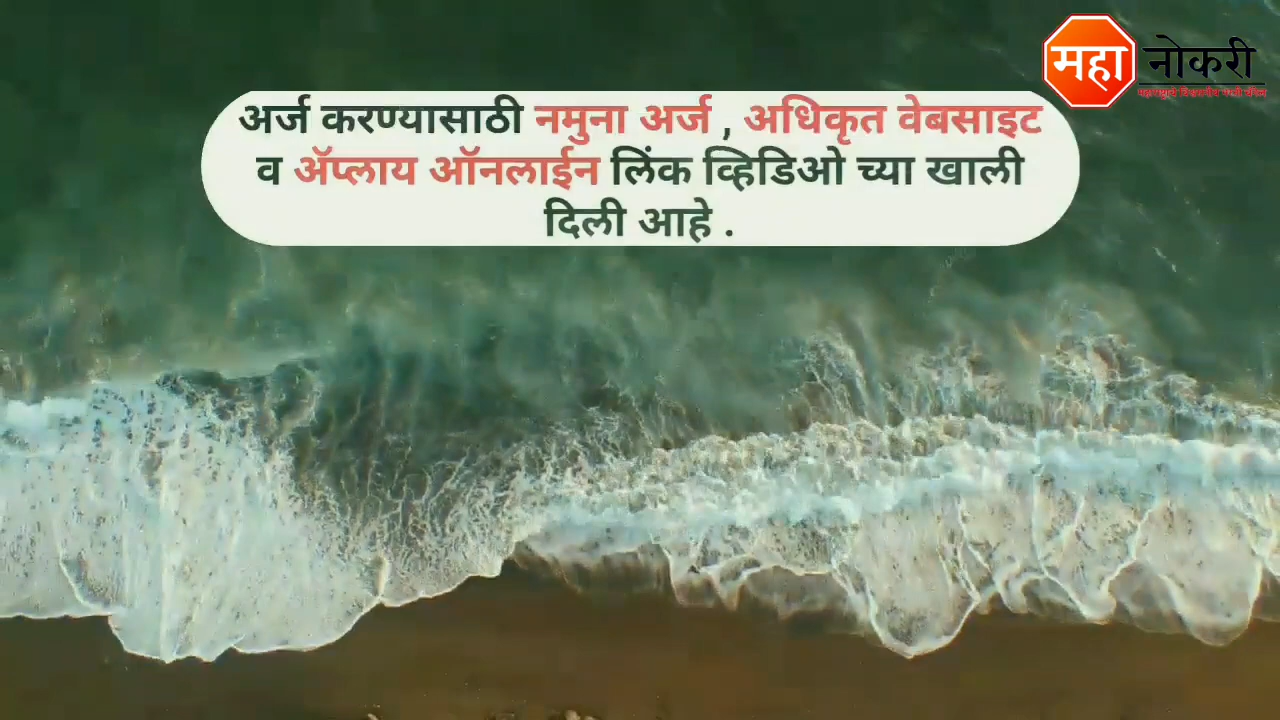 महा नोकरी
अर्ज करण्यासाठी नमुना अर्ज , अधिकृत वेबसाइट
व ॲप्लाय ऑनलाईन लिंक व्हिडिओ च्या खाली
दिली आहे .